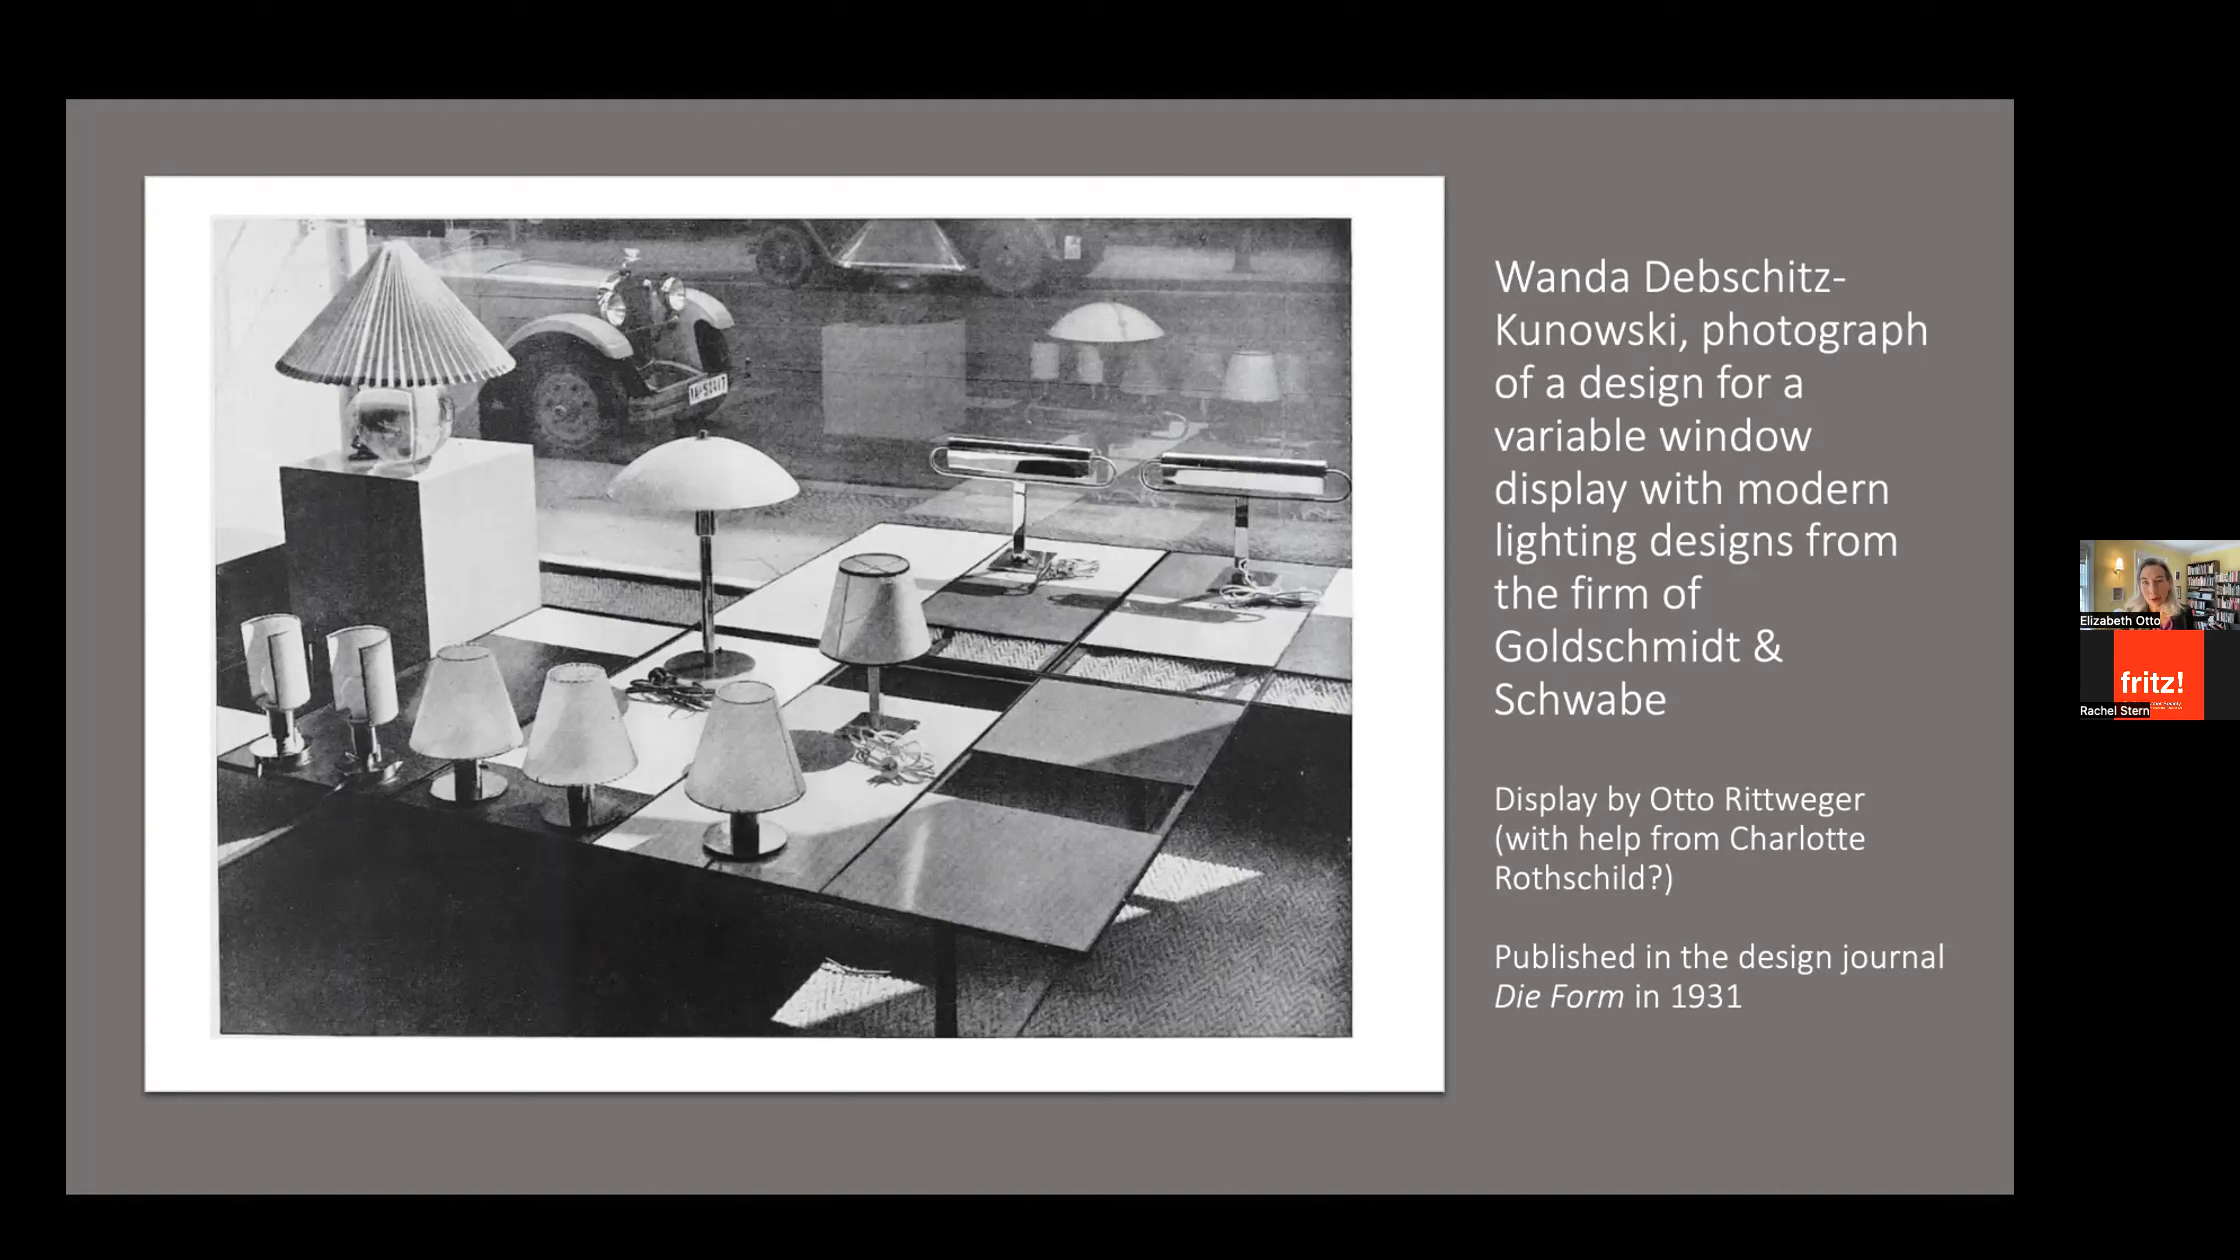 Wanda Debschitz-
Kunowski, photograph
of a design for a
variable window
display with modern
lighting designs from
the firm of
Goldschmidt &
Schwabe
Display by Otto Rittweger
(with help from Charlotte
Rothschild?)
Published in the design journal
Die Form in 1931
Elizabeth Otto
fritz!
Rachel Stern